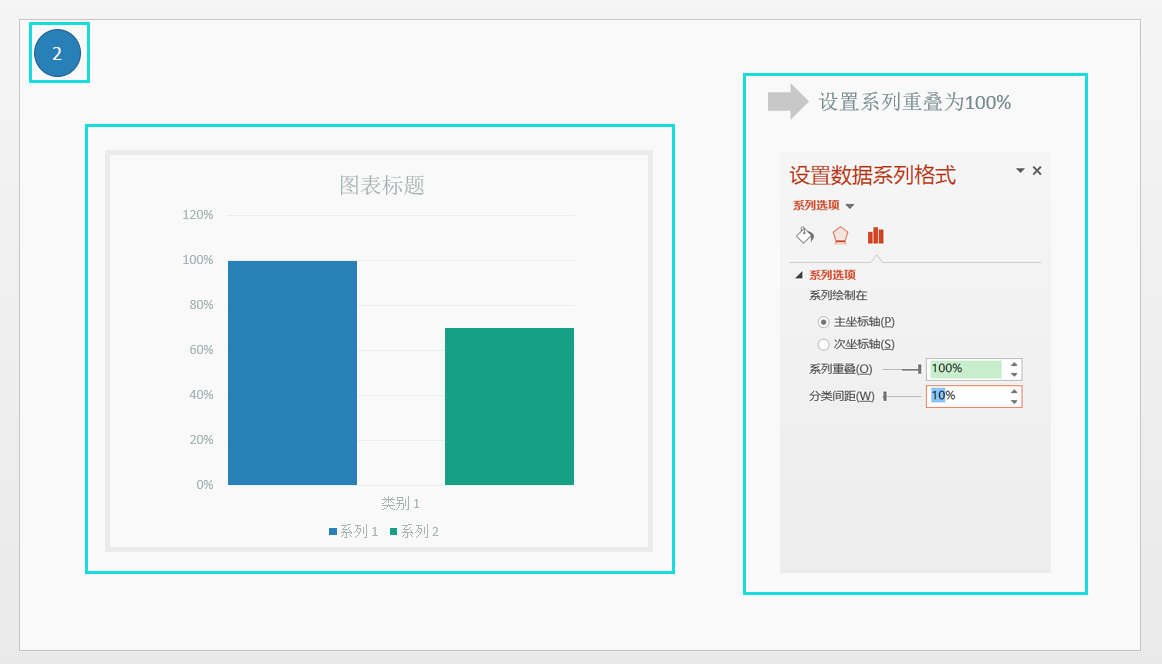 2
图表标题
120%
100%
80%
60%
40%
20%
0%
类别 1
系列 1 系列 2
设置系列重叠为100%
设置数据系列格式
系列选项
系列选项
系列绘制在
主坐标轴(P)
次坐标轴(S)
系列重叠(O) 100%
分类间距(W) 10%